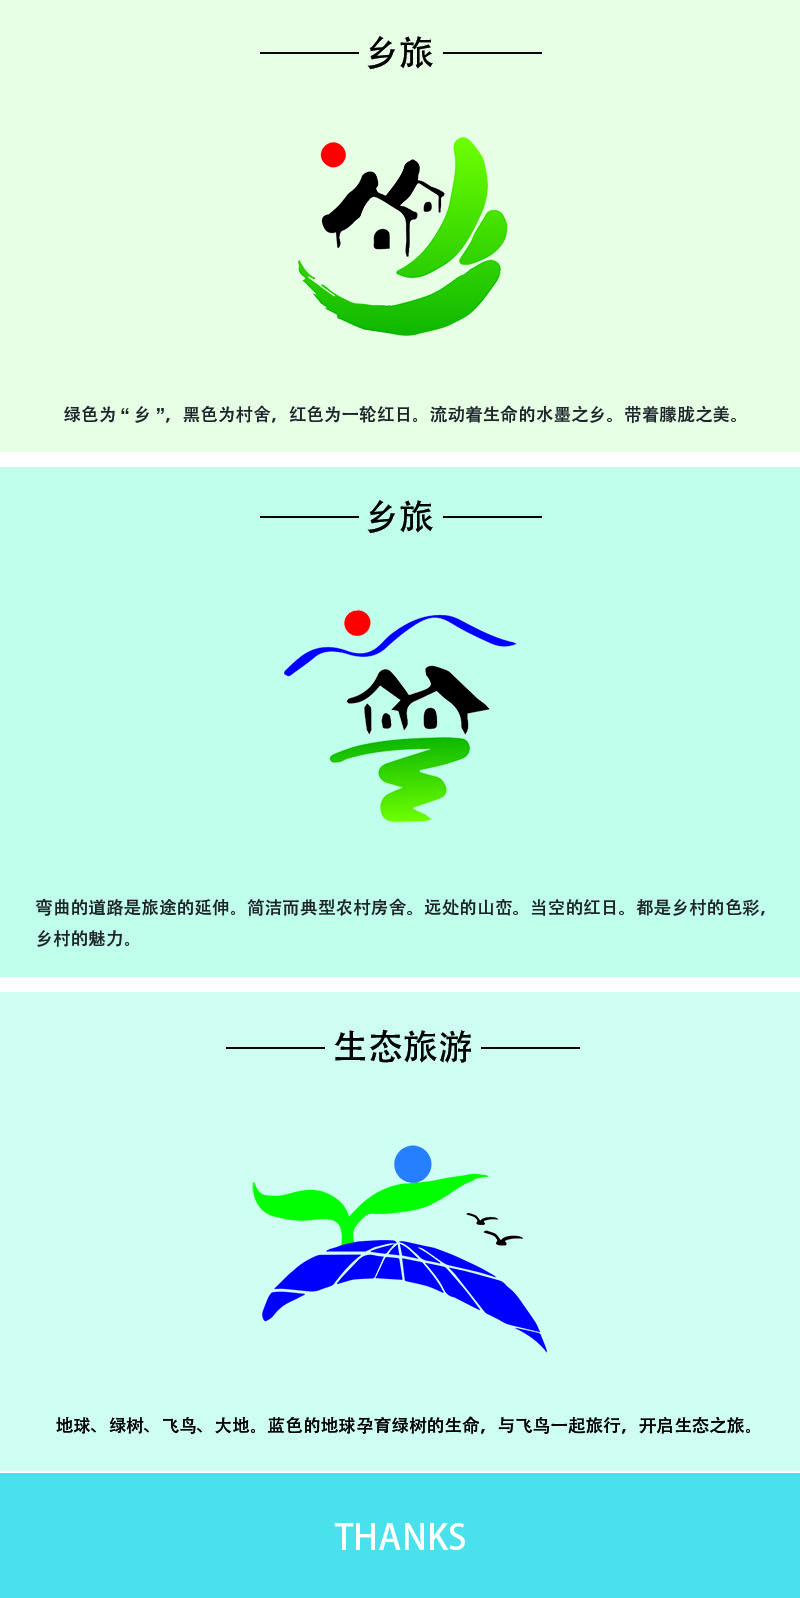 乡旅
绿色为“乡”，黑色为村舍，红色为一轮红日。流动着生命的水墨之乡。带着朦胧之美。
乡旅
弯曲的道路是旅途的延伸。简洁而典型农村房舍。远处的山峦。当空的红日。都是乡村的色彩，
乡村的魅力。
生态旅游
地球、绿树、飞鸟、大地。蓝色的地球孕育绿树的生命，与飞鸟一起旅行，开启生态之旅。
THANKS